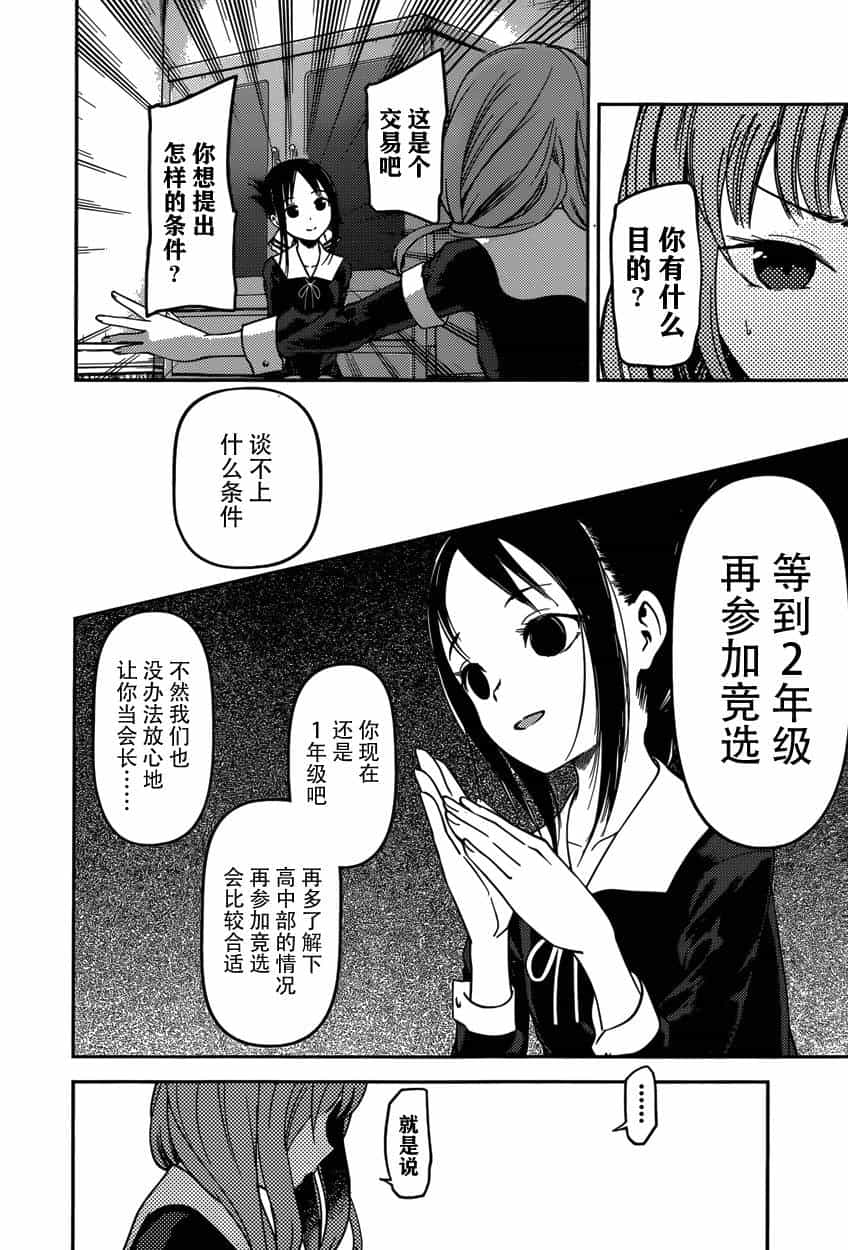 你有什么
目的？
这是个
交易吧
你想提出
怎样的条件？
谈不上
什么条件
等到2年级
再参加竞选
你现在
还是
1年级吧
再多了解下
高中部的情况
再参加竞选
会比较合适
不然我们也
没办法放心地
让你当会长……
……
就是说